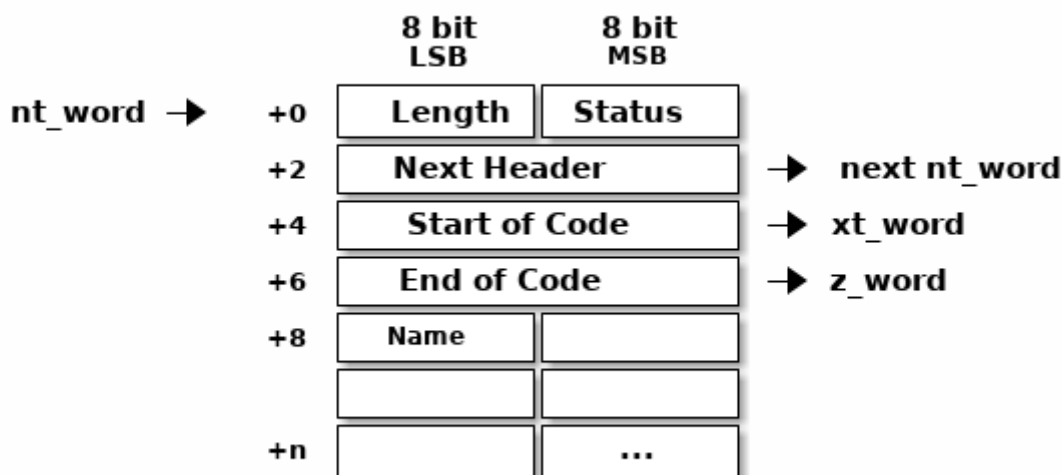 8 bit 8 bit
LSB MSB
nt_word +0 Length Status
+2 Next Header next nt_word
+4 Start of Code xt_word
+6 End of Code z_word
+8 Name
+n ...